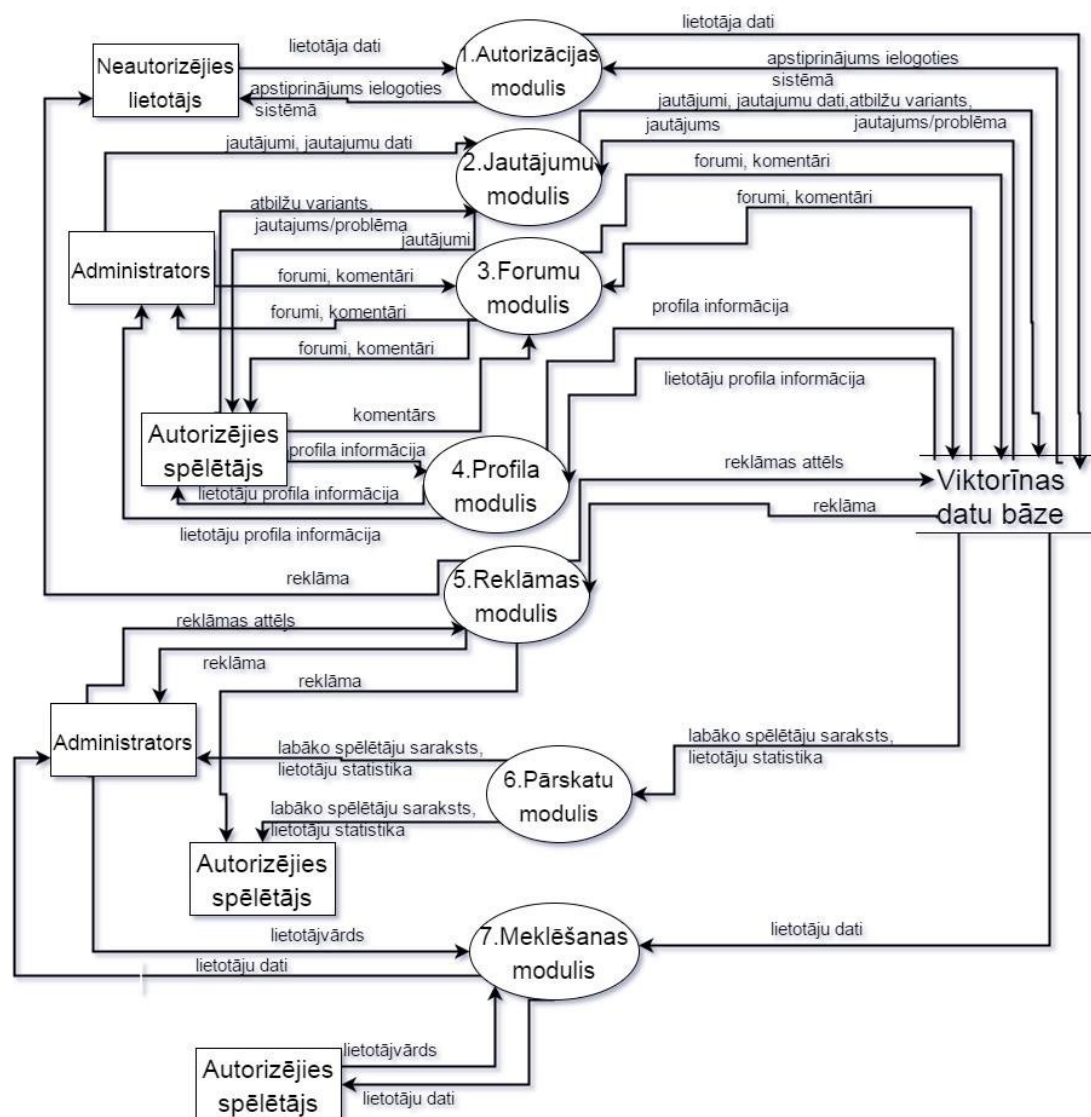 lietotāja dati
lietotāja dati
Neautorizējies
lietotājs
1.Autorizācijas
modulis
apstiprinājums ielogoties
sistēmā
apstiprinājums ielogoties
sistēmā
jautājumi, jautajumu dati,atbilžu variants,
jautajums/problēma
jautājums
jautājumi, jautajumu dati
2.Jautājumu
modulis
forumi, komentāri
atbilžu variants,
jautajums/problēma
jautājumi
forumi, komentāri
Administrators
forumi, komentāri
3.Forumu
modulis
forumi, komentāri
profila informācija
forumi, komentāri
lietotāju profila informācija
komentārs
Autorizējies
spēlētājs
profila informācija
4.Profila
modulis
reklāmas attēls
Viktorīnas
datu bāze
lietotāju profila informācija
reklāma
lietotāju profila informācija
reklāma
5.Reklāmas
modulis
reklāmas attēļs
reklāma
reklāma
Administrators
labāko spēlētāju saraksts,
lietotāju statistika
labāko spēlētāju saraksts,
lietotāju statistika
6.Pārskatu
modulis
labāko spēlētāju saraksts,
lietotāju statistika
Autorizējies
spēlētājs
lietotājvārds
7.Meklēšanas
modulis
lietotāju dati
lietotāju dati
lietotājvārds
Autorizējies
spēlētājs
lietotāju dati